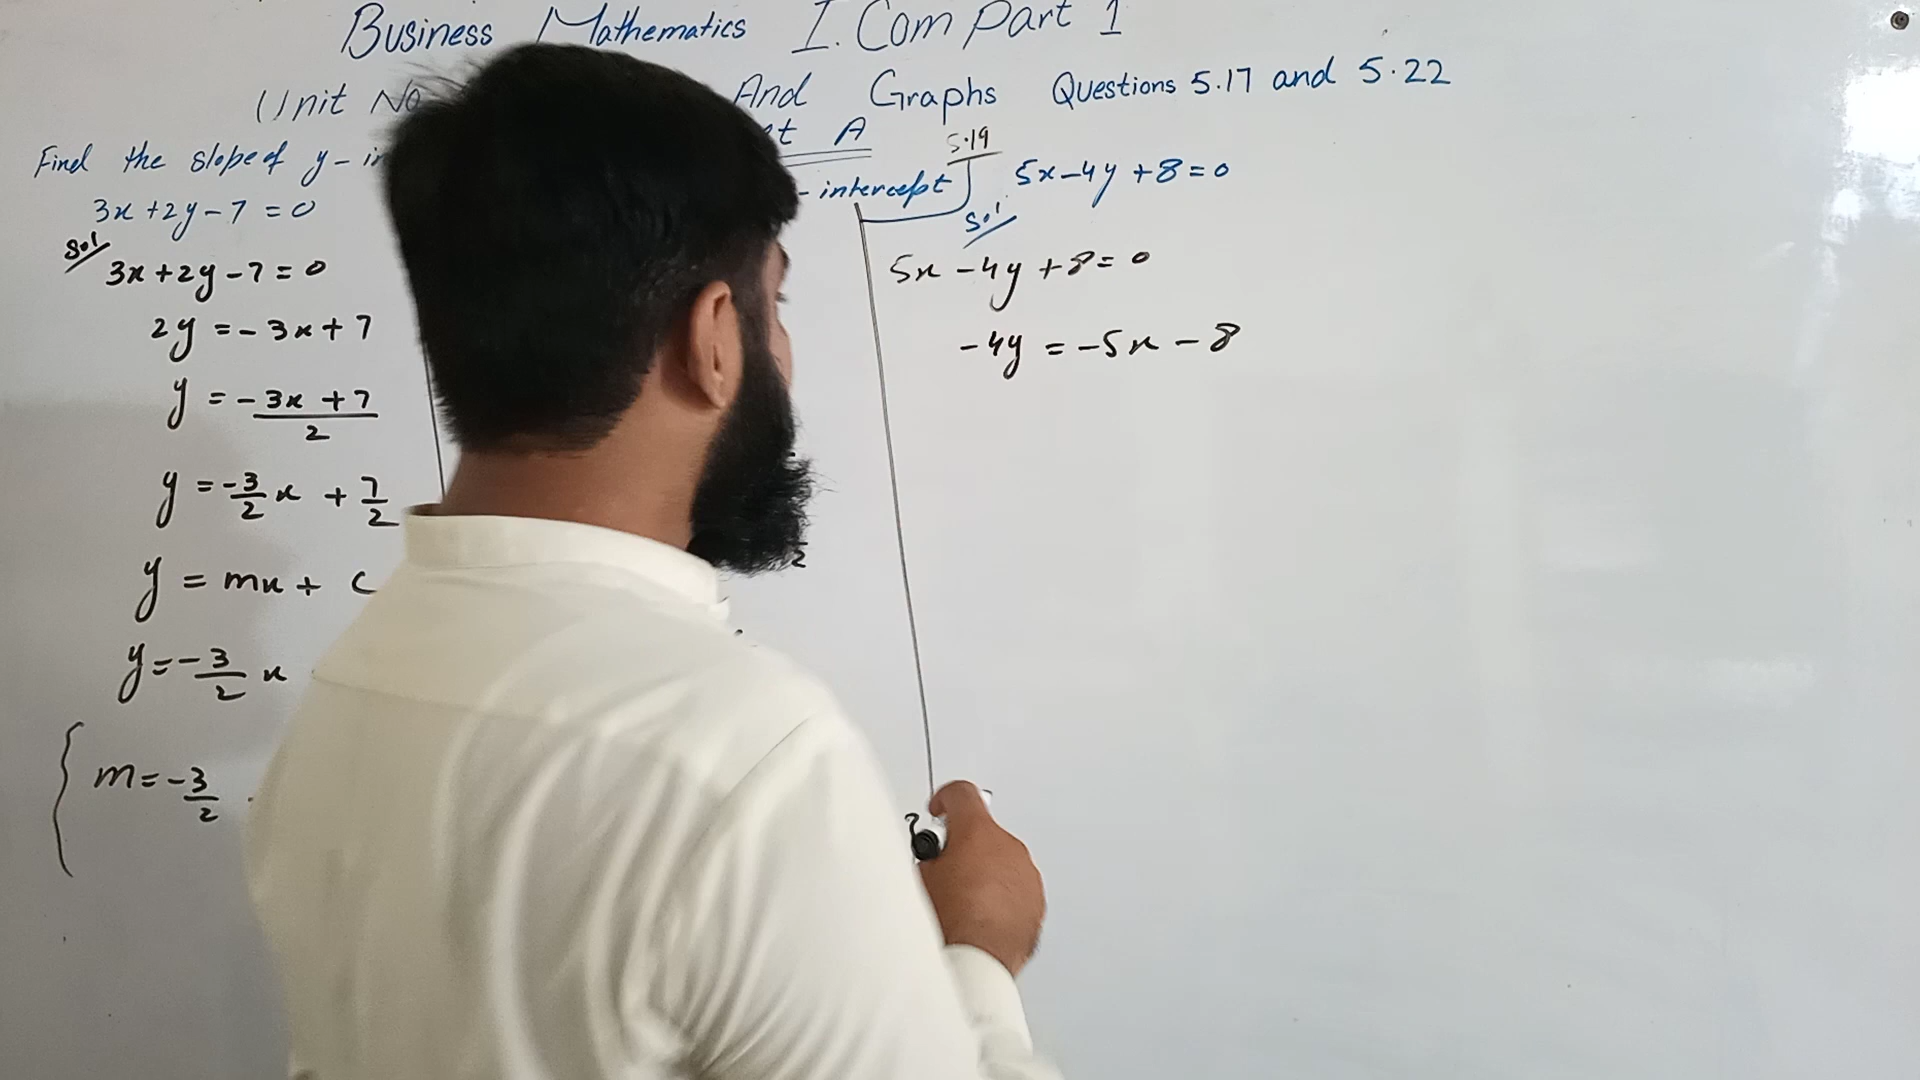 Business Mathematics I. Com Part 1
Unit No And Graphs Questions 5.17 and 5.22
A
Find the slope of y-
3x + 2y - 7 = 0
Sol
3x + 2y - 7 = 0
2y = - 3x + 7
y = - 3x + 7 / 2
y = - 3/2 x + 7/2
y = mx + c
y = - 3/2 x
m = - 3/2
- intercept
5.19
5x - 4y + 8 = 0
Sol
5x - 4y + 8 = 0
- 4y = - 5x - 8